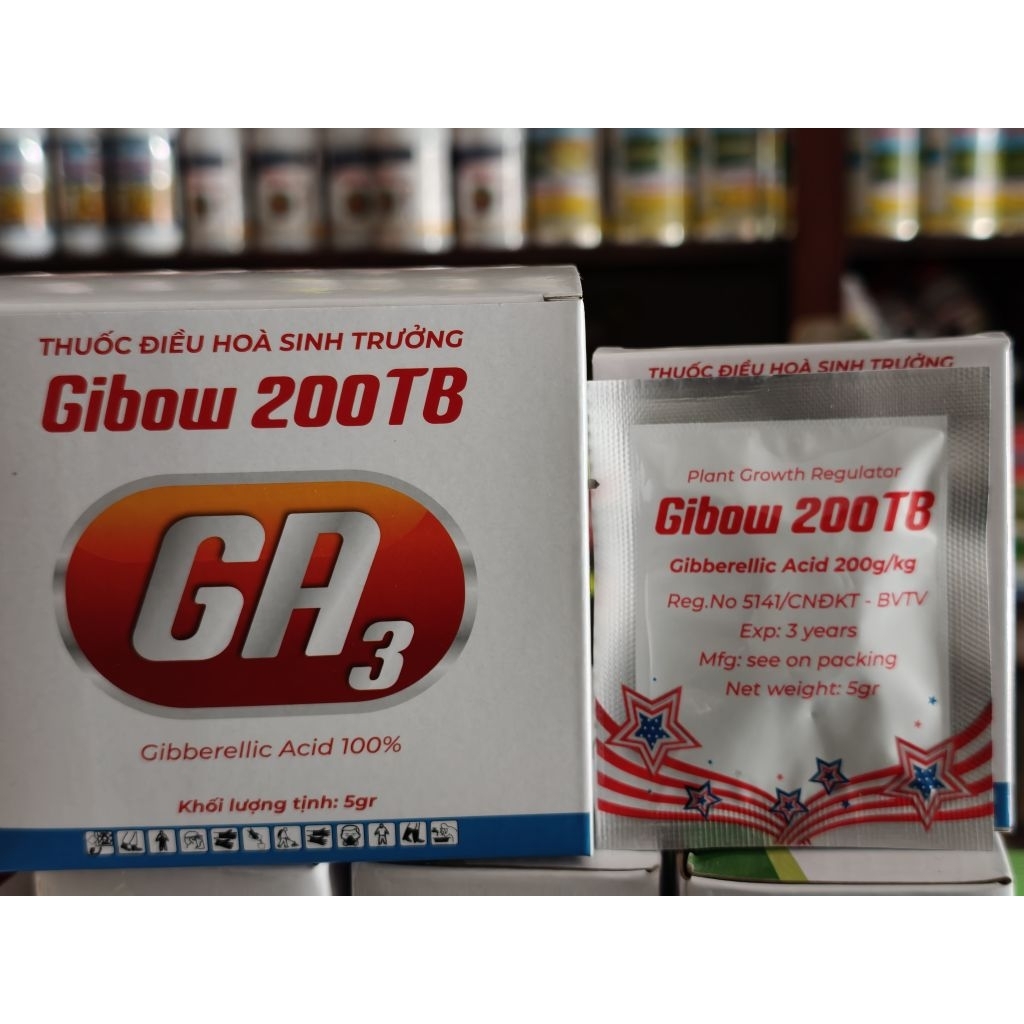 THUỐC ĐIỀU HOÀ SINH TRƯỞNG
Gibow 200TB
GA3
Gibberellic Acid 100%
Khối lượng tịnh: 5gr
THUỐC ĐIỀU HOÀ SINH TRƯỞNG
Plant Growth Regulator
Gibow 200TB
Gibberellic Acid 200g/kg
Reg.No 5141/CNĐKT - BVTV
Exp: 3 years
Mfg: see on packing
Net weight: 5gr